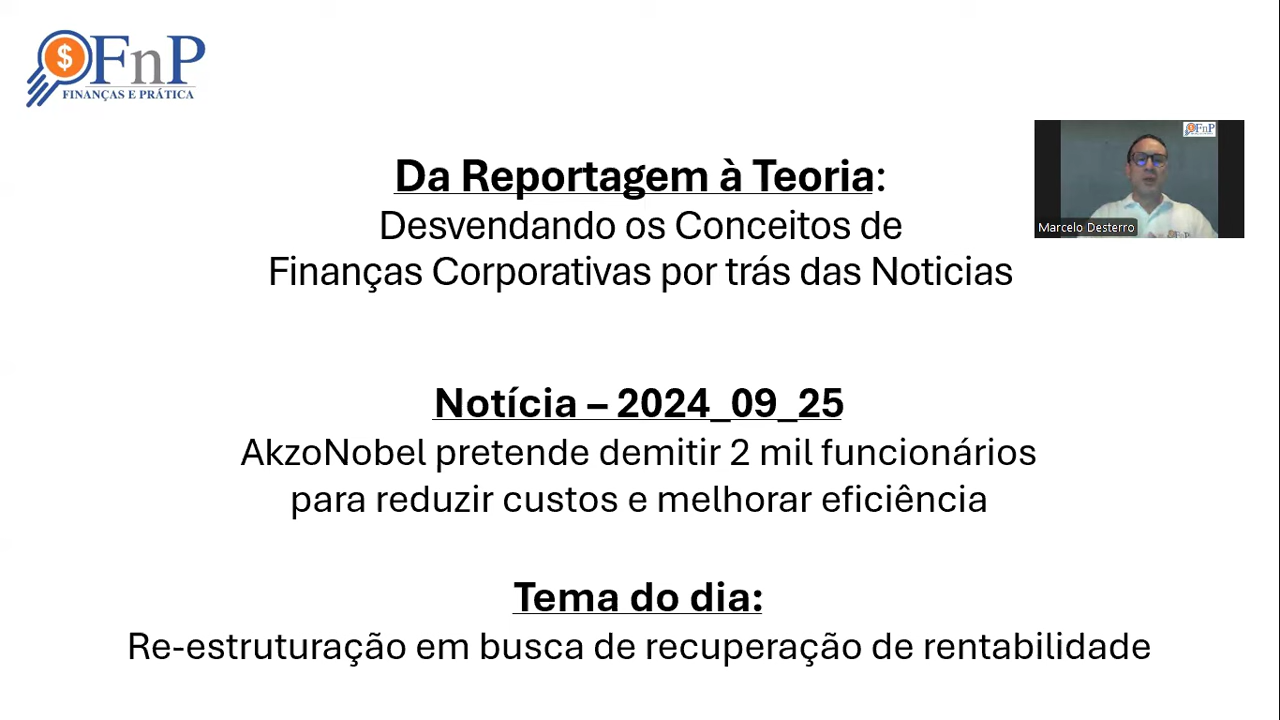 FnP
FINANÇAS E PRÁTICA
Da Reportagem à Teoria:
Desvendando os Conceitos de
Finanças Corporativas por trás das Noticias
FnP
Marcelo Desterro
Notícia – 2024_09_25
AkzoNobel pretende demitir 2 mil funcionários
para reduzir custos e melhorar eficiência
Tema do dia:
Re-estruturação em busca de recuperação de rentabilidade